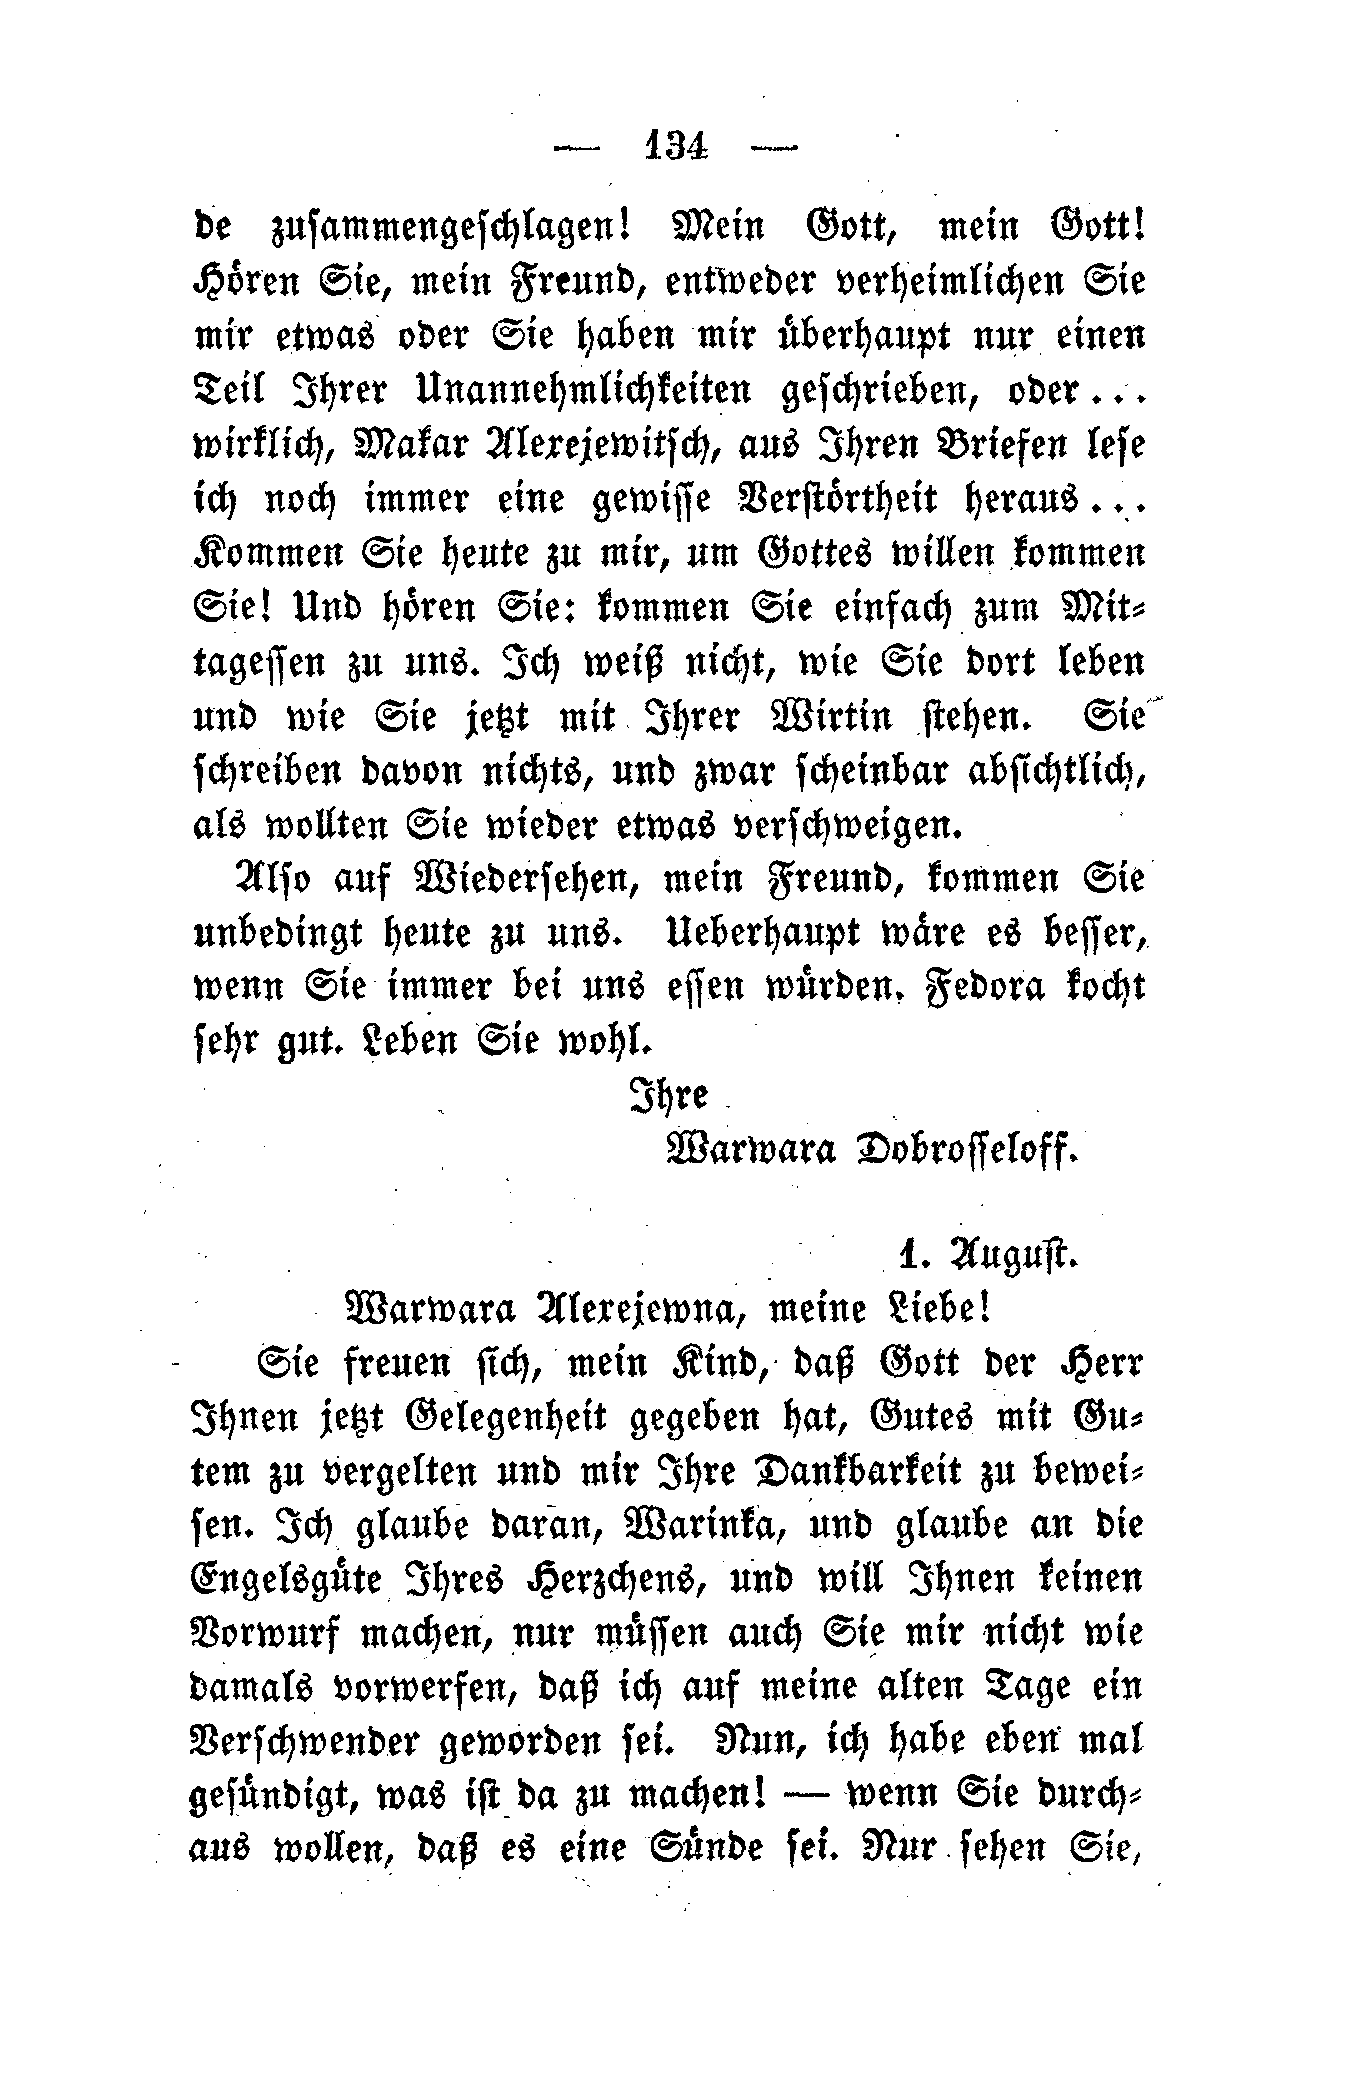 — 134 —
de zusammengeschlagen! Mein Gott, mein Gott!
Hören Sie, mein Freund, entweder verheimlichen Sie
mir etwas oder Sie haben mir überhaupt nur einen
Teil Ihrer Unannehmlichkeiten geschrieben, oder...
wirklich, Makar Alexejewitsch, aus Ihren Briefen lese
ich noch immer eine gewisse Verstörtheit heraus...
Kommen Sie heute zu mir, um Gottes willen kommen
Sie! Und hören Sie: kommen Sie einfach zum Mit-
tagessen zu uns. Ich weiß nicht, wie Sie dort leben
und wie Sie jetzt mit Ihrer Wirtin stehen. Sie
schreiben davon nichts, und zwar scheinbar absichtlich,
als wollten Sie wieder etwas verschweigen.
Also auf Wiedersehen, mein Freund, kommen Sie
unbedingt heute zu uns. Ueberhaupt wäre es besser,
wenn Sie immer bei uns essen würden. Fedora kocht
sehr gut. Leben Sie wohl.
Ihre
Warwara Dobrosseloff.
1. August.
Warwara Alexejewna, meine Liebe!
Sie freuen sich, mein Kind, daß Gott der Herr
Ihnen jetzt Gelegenheit gegeben hat, Gutes mit Gu-
tem zu vergelten und mir Ihre Dankbarkeit zu bewei-
sen. Ich glaube daran, Warinka, und glaube an die
Engelsgüte Ihres Herzchens, und will Ihnen keinen
Vorwurf machen, nur müssen auch Sie mir nicht wie
damals vorwerfen, daß ich auf meine alten Tage ein
Verschwender geworden sei. Nun, ich habe eben mal
gesündigt, was ist da zu machen! — wenn Sie durch-
aus wollen, daß es eine Sünde sei. Nur sehen Sie,